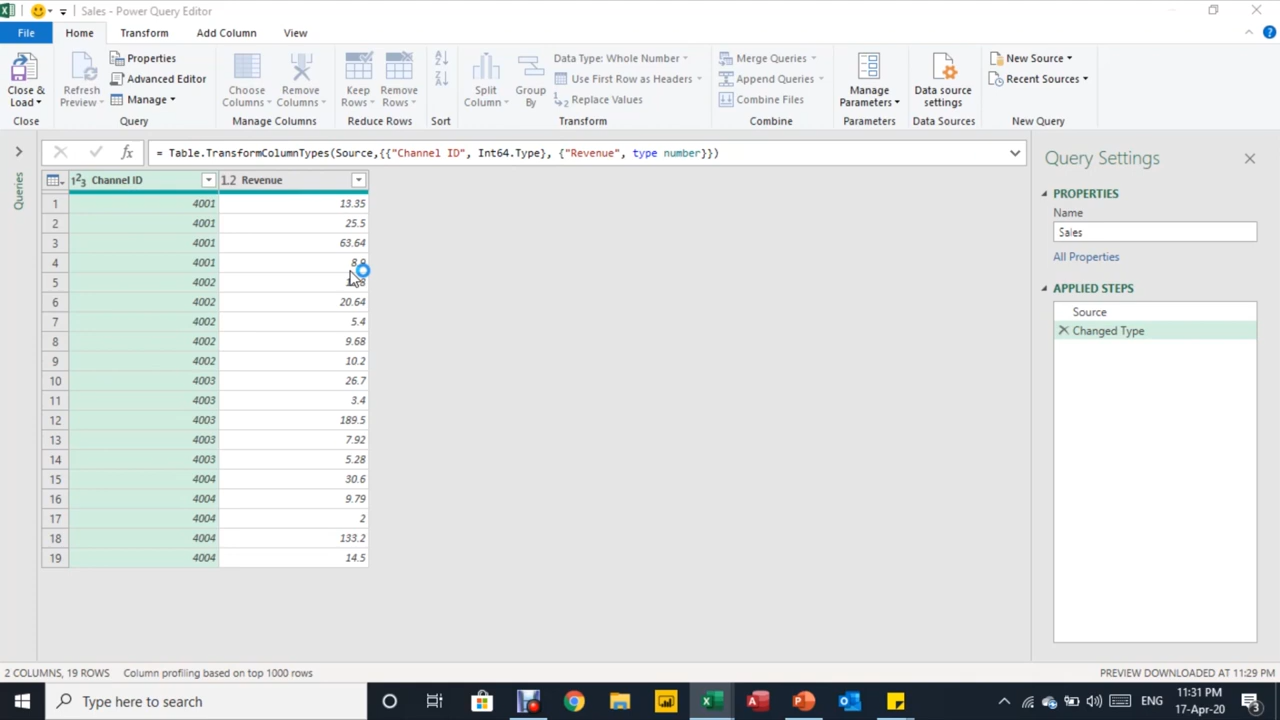 Sales - Power Query Editor
File Home Transform Add Column View
Close & Load
Refresh Preview
Properties
Advanced Editor
Manage
Choose Columns
Remove Columns
Keep Rows
Remove Rows
Split Column
Group By
Data Type: Whole Number
Use First Row as Headers
Replace Values
Merge Queries
Append Queries
Combine Files
Manage Parameters
Data source settings
New Source
Recent Sources
Close Query Manage Columns Reduce Rows Sort Transform Combine Parameters Data Sources New Query
= Table.TransformColumnTypes(Source,{{"Channel ID", Int64.Type}, {"Revenue", type number}})
Queries
Channel ID 1.2 Revenue
1 4001 13.35
2 4001 25.5
3 4001 63.64
4 4001
5 4002
6 4002 20.64
7 4002 5.4
8 4002 9.68
9 4002 10.2
10 4003 26.7
11 4003 3.4
12 4003 189.5
13 4003 7.92
14 4003 5.28
15 4004 30.6
16 4004 9.79
17 4004 2
18 4004 133.2
19 4004 14.5
Query Settings
PROPERTIES
Name
Sales
All Properties
APPLIED STEPS
Source
Changed Type
2 COLUMNS, 19 ROWS Column profiling based on top 1000 rows
PREVIEW DOWNLOADED AT 11:29 PM
Type here to search
ENG
11:31 PM
17-Apr-20
3